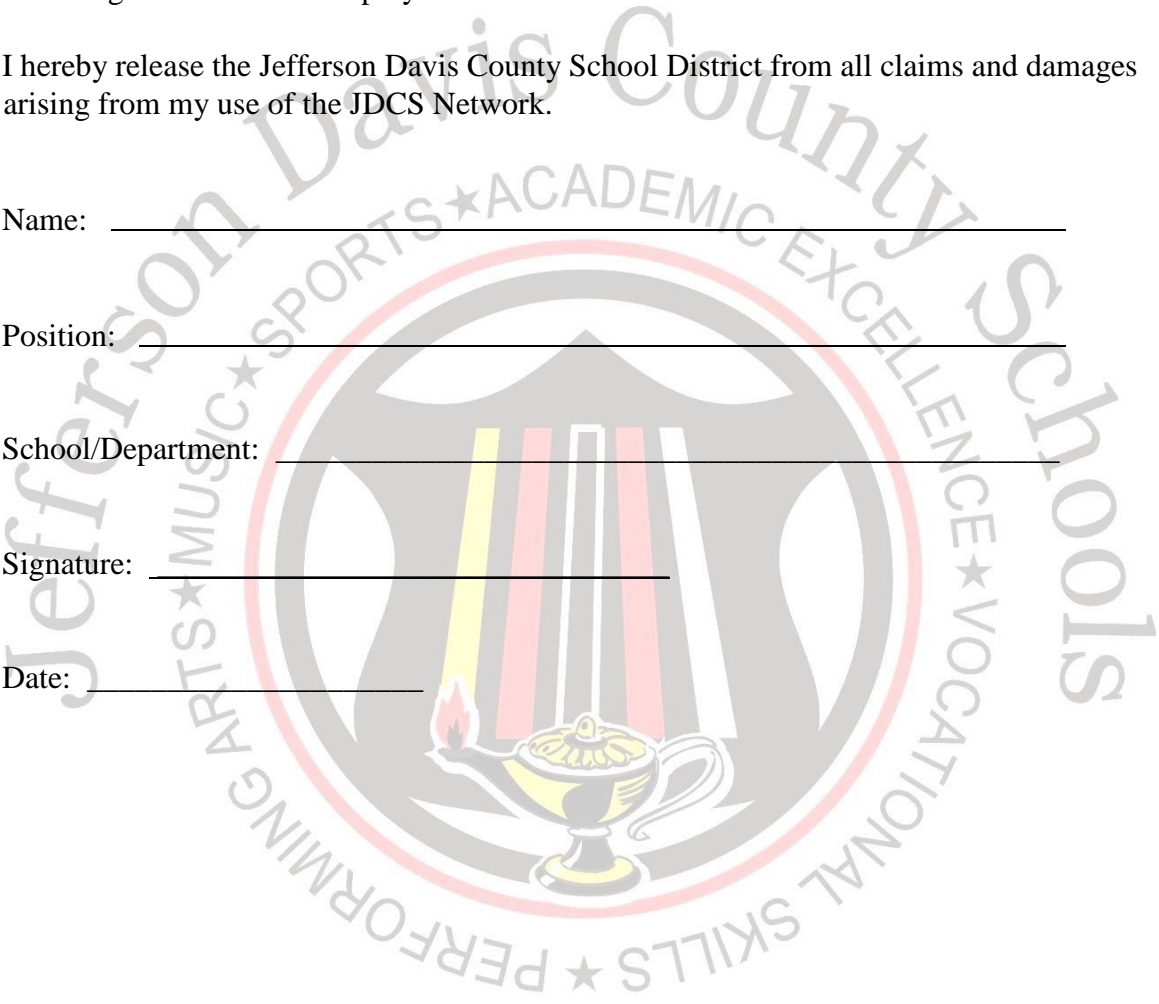 I hereby release the Jefferson Davis County School District from all claims and damages
arising from my use of the JDCS Network.
Name:
Position:
School/Department:
Signature:
Date:
Jefferson Davis County Schools
PERFORMING ARTS★MUSIC★SPORTS★ACADEMIC EXCELLENCE★VOCATIONAL SKILLS★